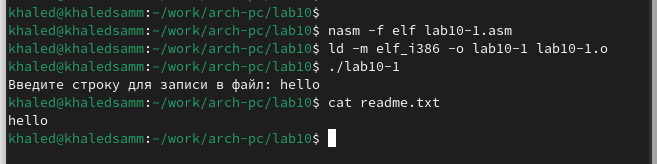 khaled@khaledsamm:~/work/arch-pc/lab10$
khaled@khaledsamm:~/work/arch-pc/lab10$ nasm -f elf lab10-1.asm
khaled@khaledsamm:~/work/arch-pc/lab10$ ld -m elf_i386 -o lab10-1 lab10-1.o
khaled@khaledsamm:~/work/arch-pc/lab10$ ./lab10-1
Введите строку для записи в файл: hello
khaled@khaledsamm:~/work/arch-pc/lab10$ cat readme.txt
hello
khaled@khaledsamm:~/work/arch-pc/lab10$